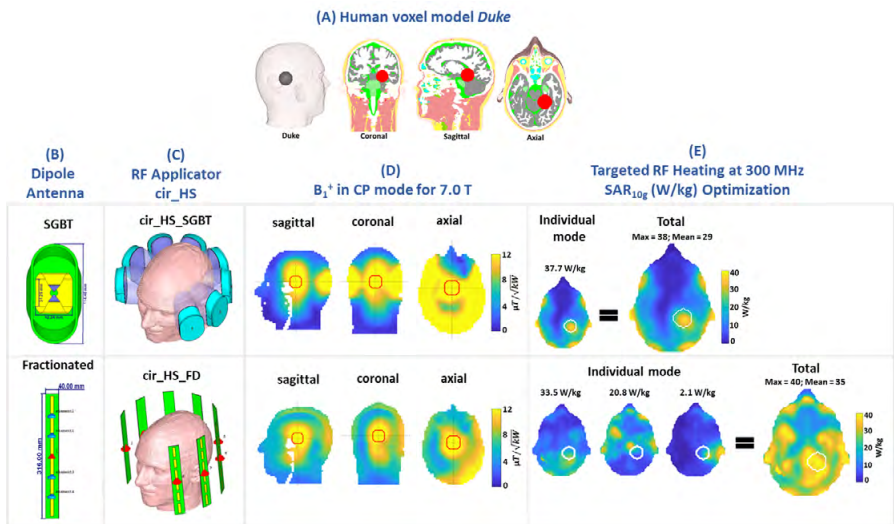 (A) Human voxel model Duke
Duke
Coronal
Sagittal
Axial
(B)
Dipole
Antenna
(C)
RF Applicator
cir_HS
(D)
B₁⁺ in CP mode for 7.0 T
(E)
Targeted RF Heating at 300 MHz
SAR₁₀g (W/kg) Optimization
SGBT
cir_HS_SGBT
sagittal
coronal
axial
12
8
4
0
µT/√kW
Individual
mode
37.7 W/kg
=
Total
Max = 38; Mean = 29
40
30
20
10
0
W/kg
Fractionated
40.00 mm
316.00 mm
cir_HS_FD
sagittal
coronal
axial
12
8
4
0
µT/√kW
Individual mode
33.5 W/kg
20.8 W/kg
2.1 W/kg
=
Total
Max = 40; Mean = 35
40
30
20
10
0
W/kg